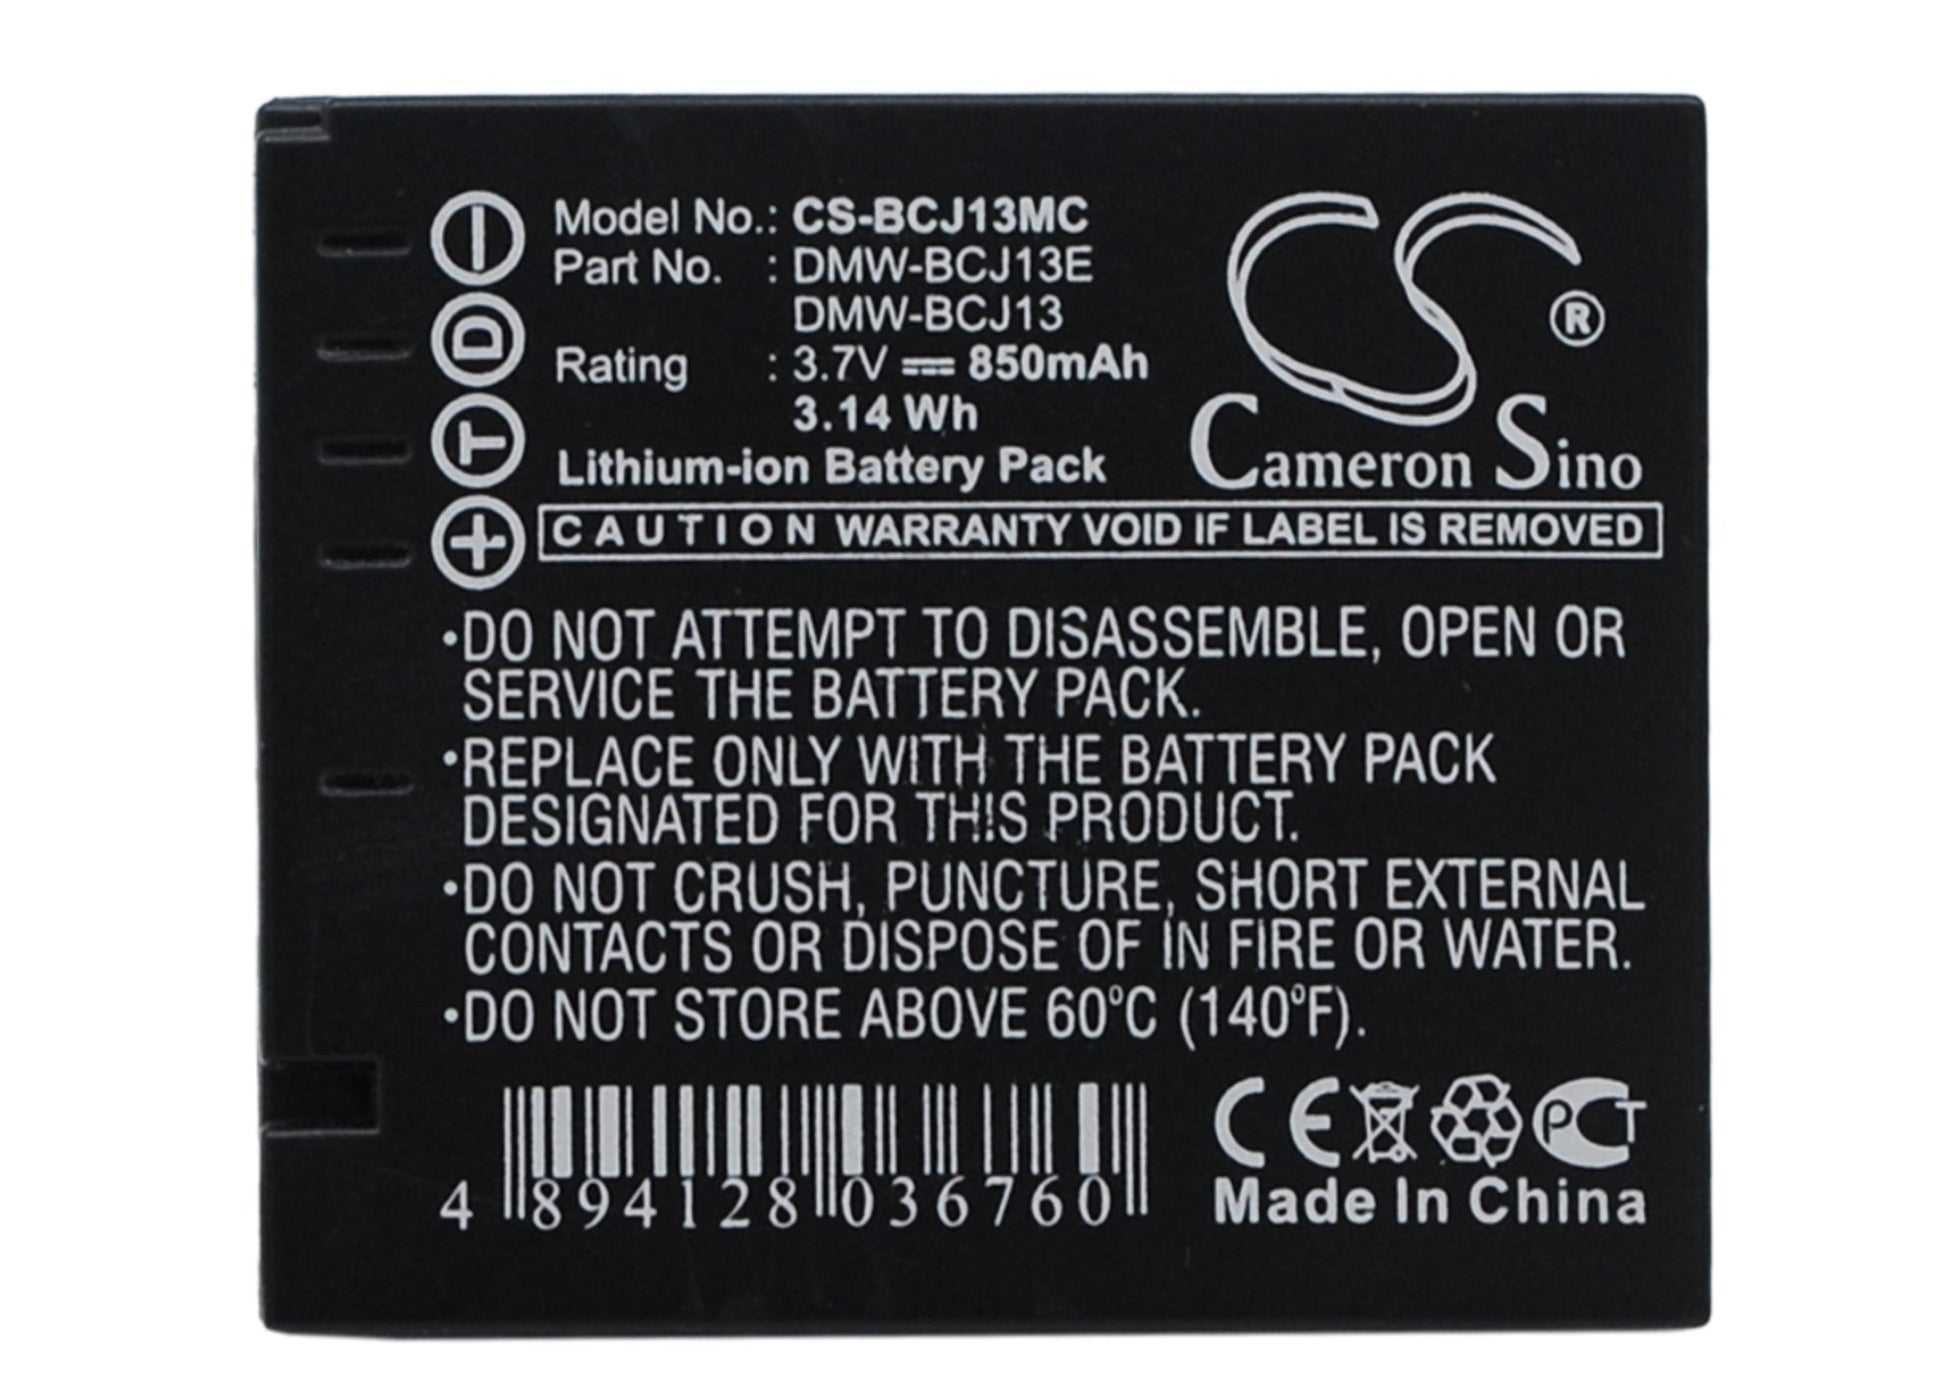 Model No.: CS-BCJ13MC
Part No. : DMW-BCJ13E
DMW-BCJ13
Rating : 3.7V ⎓ 850mAh
3.14 Wh
Lithium-ion Battery Pack
CS ®
Cameron Sino
− D T +
CAUTION WARRANTY VOID IF LABEL IS REMOVED
•DO NOT ATTEMPT TO DISASSEMBLE, OPEN OR
SERVICE THE BATTERY PACK.
•REPLACE ONLY WITH THE BATTERY PACK
DESIGNATED FOR THIS PRODUCT.
•DO NOT CRUSH, PUNCTURE, SHORT EXTERNAL
CONTACTS OR DISPOSE OF IN FIRE OR WATER.
•DO NOT STORE ABOVE 60°C (140°F).
4 894128 036760
CE PCT
Made In China